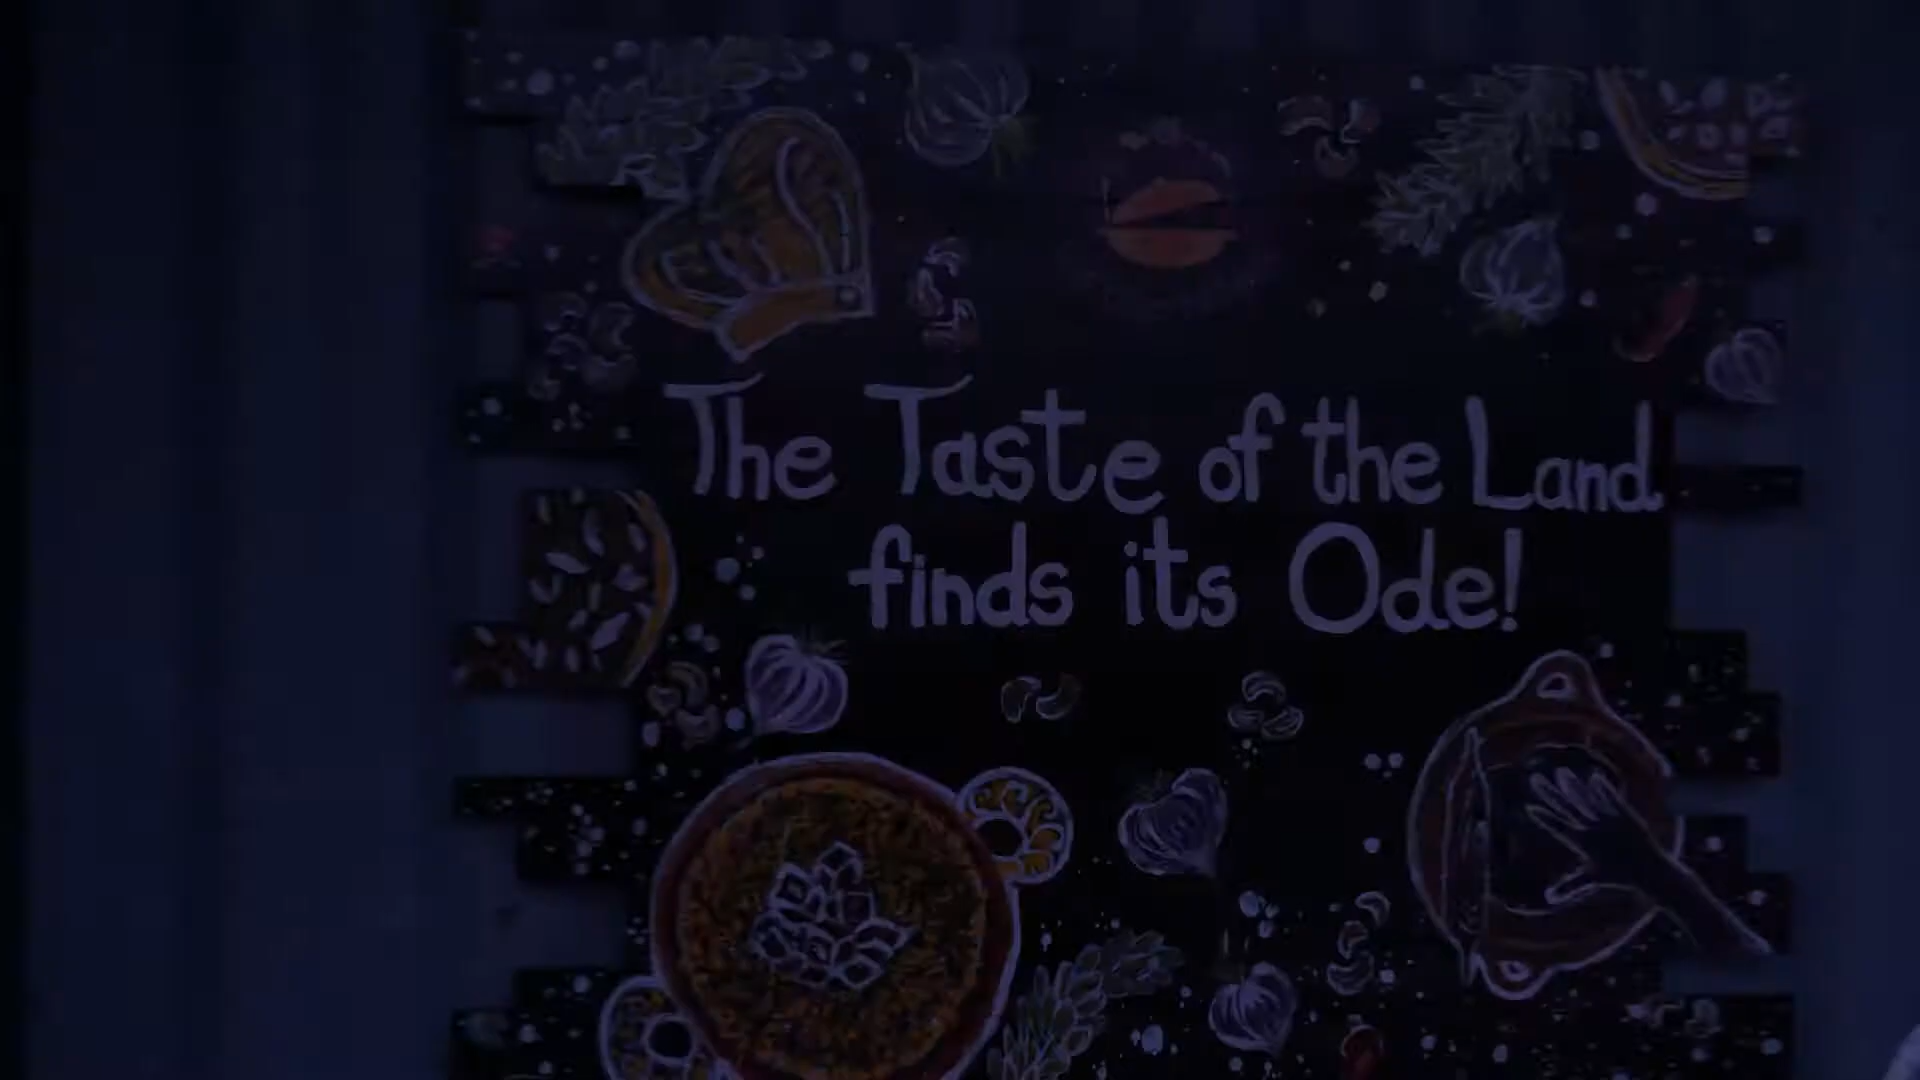 The Taste of the Land
finds its Ode!